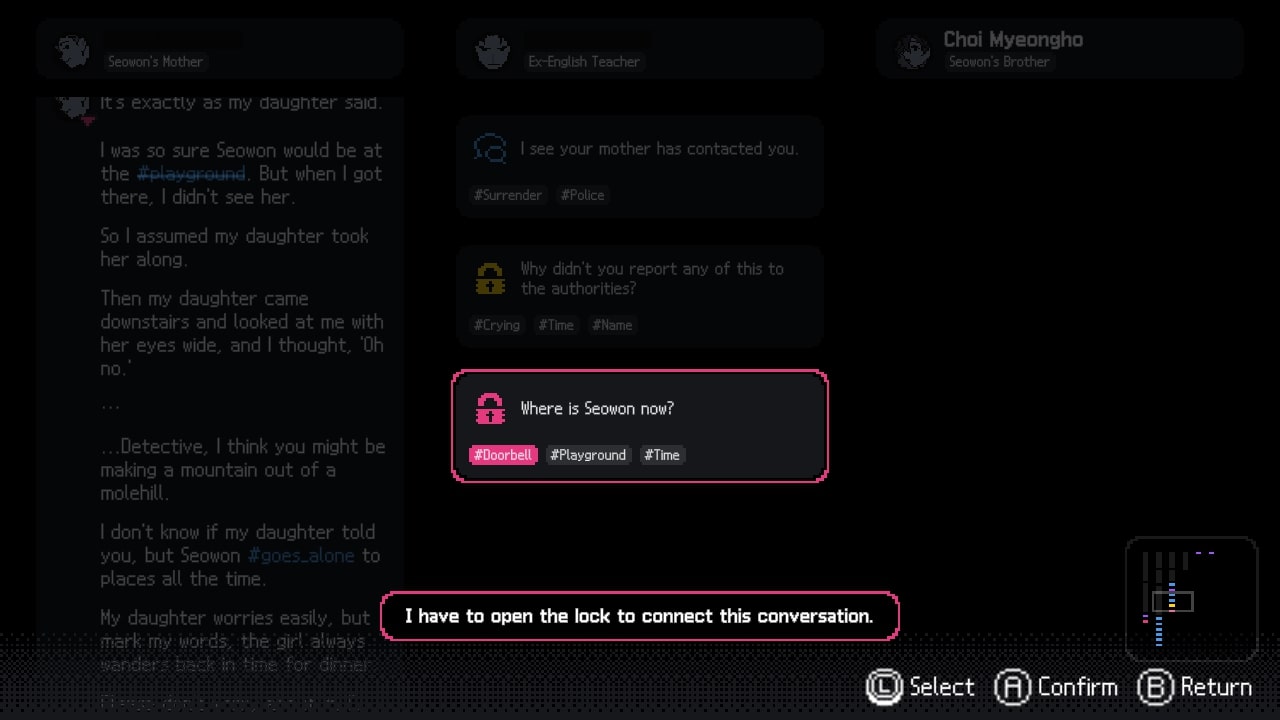 Seowon's Mother
Ex-English Teacher
Choi Myeongho
Seowon's Brother
It's exactly as my daughter said.
I was so sure Seowon would be at
the #playground. But when I got
there, I didn't see her.
So I assumed my daughter took
her along.
Then my daughter came
downstairs and looked at me with
her eyes wide, and I thought, 'Oh
no.'
...
...Detective, I think you might be
making a mountain out of a
molehill.
I don't know if my daughter told
you, but Seowon #goes_alone to
places all the time.
My daughter worries easily, but
mark my words, the girl always
wanders back in time for dinner
I see your mother has contacted you.
#Surrender #Police
Why didn't you report any of this to
the authorities?
#Crying #Time #Name
Where is Seowon now?
#Doorbell #Playground #Time
I have to open the lock to connect this conversation.
L Select A Confirm B Return